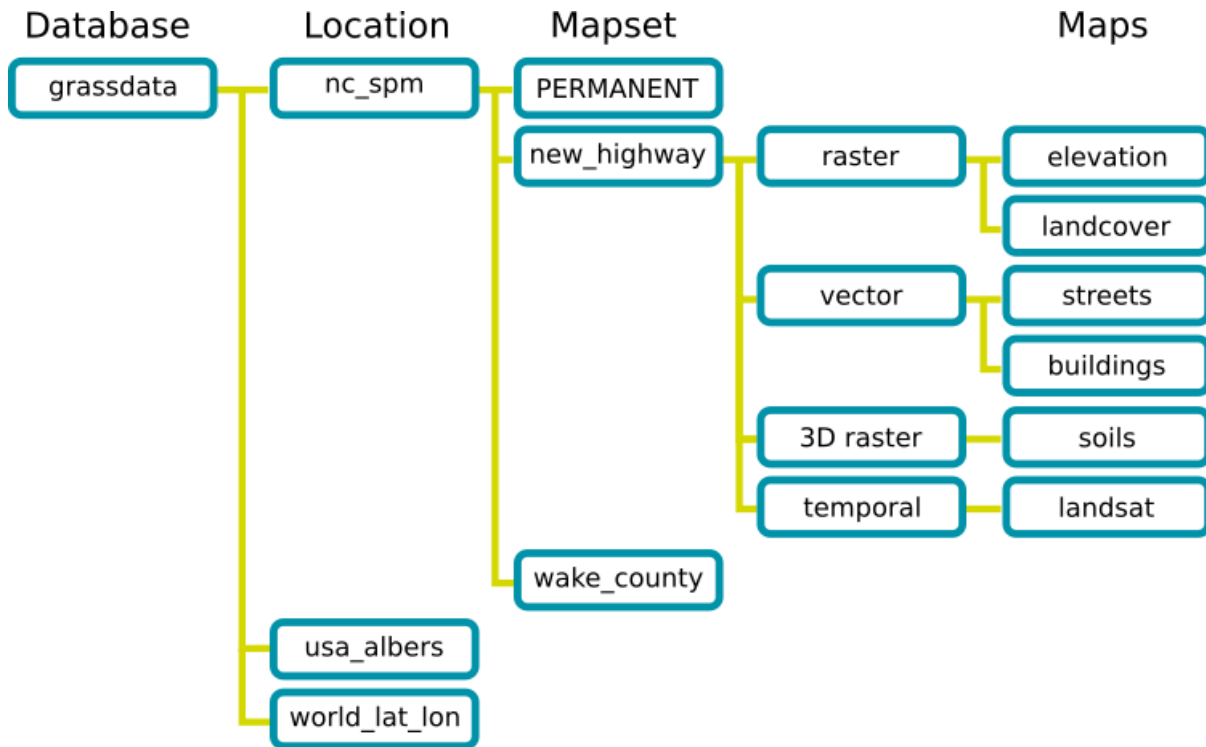 Database Location Mapset Maps
grassdata nc_spm PERMANENT
new_highway raster elevation
landcover
vector streets
buildings
3D raster soils
temporal landsat
wake_county
usa_albers
world_lat_lon